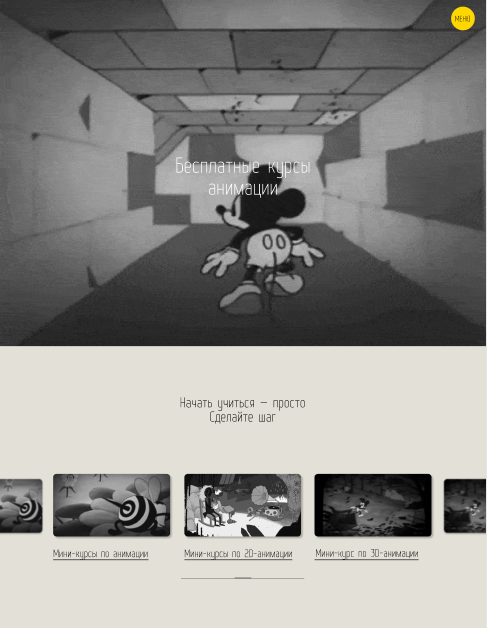 МЕНЮ
Бесплатные курсы
анимации
Начать учиться – просто
Сделайте шаг
Мини-курсы по анимации
Мини-курсы по 2D-анимации
Мини-курс по 3D-анимации